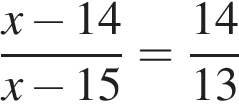 x − 14 / x − 15 = 14 / 13